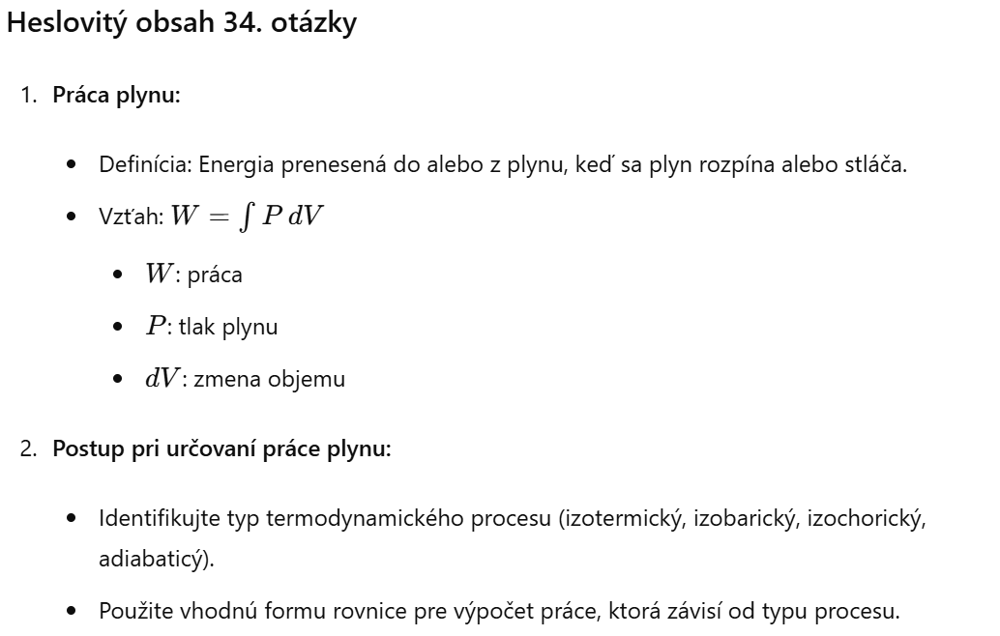 Heslovitý obsah 34. otázky
1. Práca plynu:
• Definícia: Energia prenesená do alebo z plynu, keď sa plyn rozpína alebo stláča.
• Vzťah: W = ∫ P dV
• W: práca
• P: tlak plynu
• dV: zmena objemu
2. Postup pri určovaní práce plynu:
• Identifikujte typ termodynamického procesu (izotermický, izobarický, izochorický,
adiabaticý).
• Použite vhodnú formu rovnice pre výpočet práce, ktorá závisí od typu procesu.